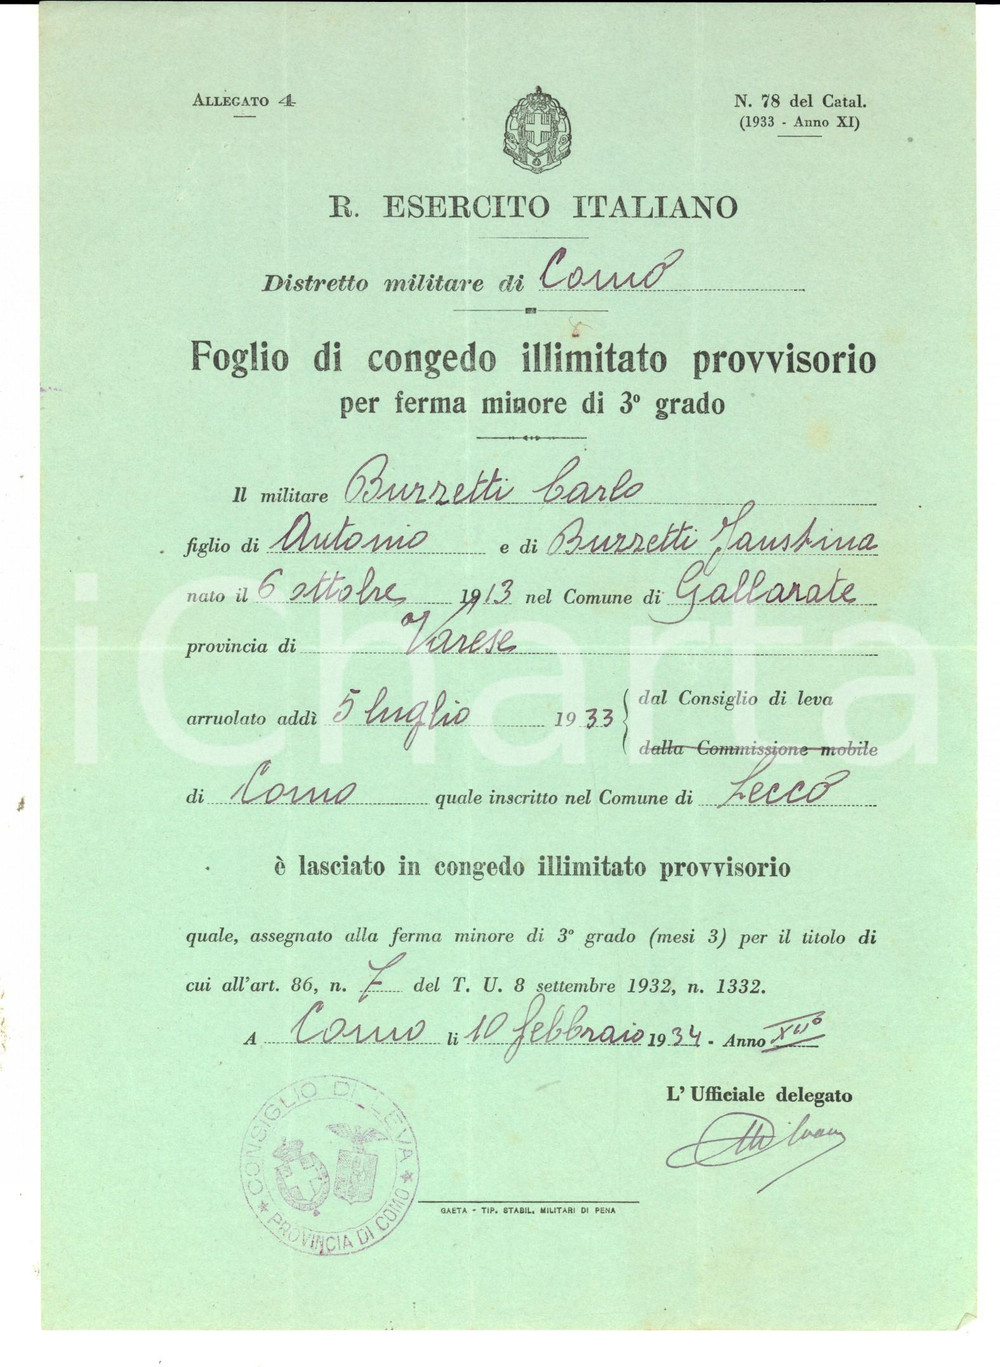 ALLEGATO 4
N. 78 del Catal.
(1933 - Anno XI)
R. ESERCITO ITALIANO
Distretto militare di Como
Foglio di congedo illimitato provvisorio
per ferma minore di 3º grado
Il militare Buzzetti Carlo
figlio di Antonio e di Buzzetti Faustina
nato il 6 ottobre 1913 nel Comune di Gallarate
provincia di Varese
arruolato addì 5 luglio 1933 dal Consiglio di leva
dalla Commissione mobile
di Como quale inscritto nel Comune di Lecco
è lasciato in congedo illimitato provvisorio
quale, assegnato alla ferma minore di 3º grado (mesi 3) per il titolo di
cui all'art. 86, n. 7 del T. U. 8 settembre 1932, n. 1332.
A Como li 10 febbraio 1934 - Anno XIIº
L'Ufficiale delegato
CONSIGLIO DI LEVA
PROVINCIA DI COMO
GAETA - TIP. STABIL. MILITARI DI PENA
iCharta